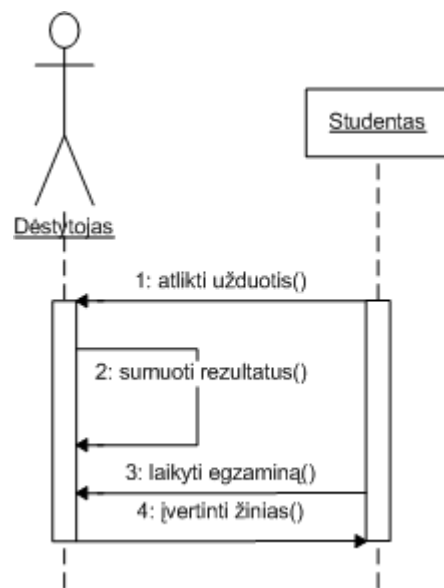 Studentas
Dėstytojas
1: atlikti užduotis()
2: sumuoti rezultatus()
3: laikyti egzaminą()
4: įvertinti žinias()